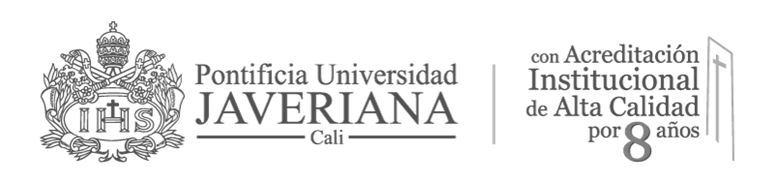 IHS
Pontificia Universidad
JAVERIANA
Cali
con Acreditación
Institucional
de Alta Calidad
por 8 años